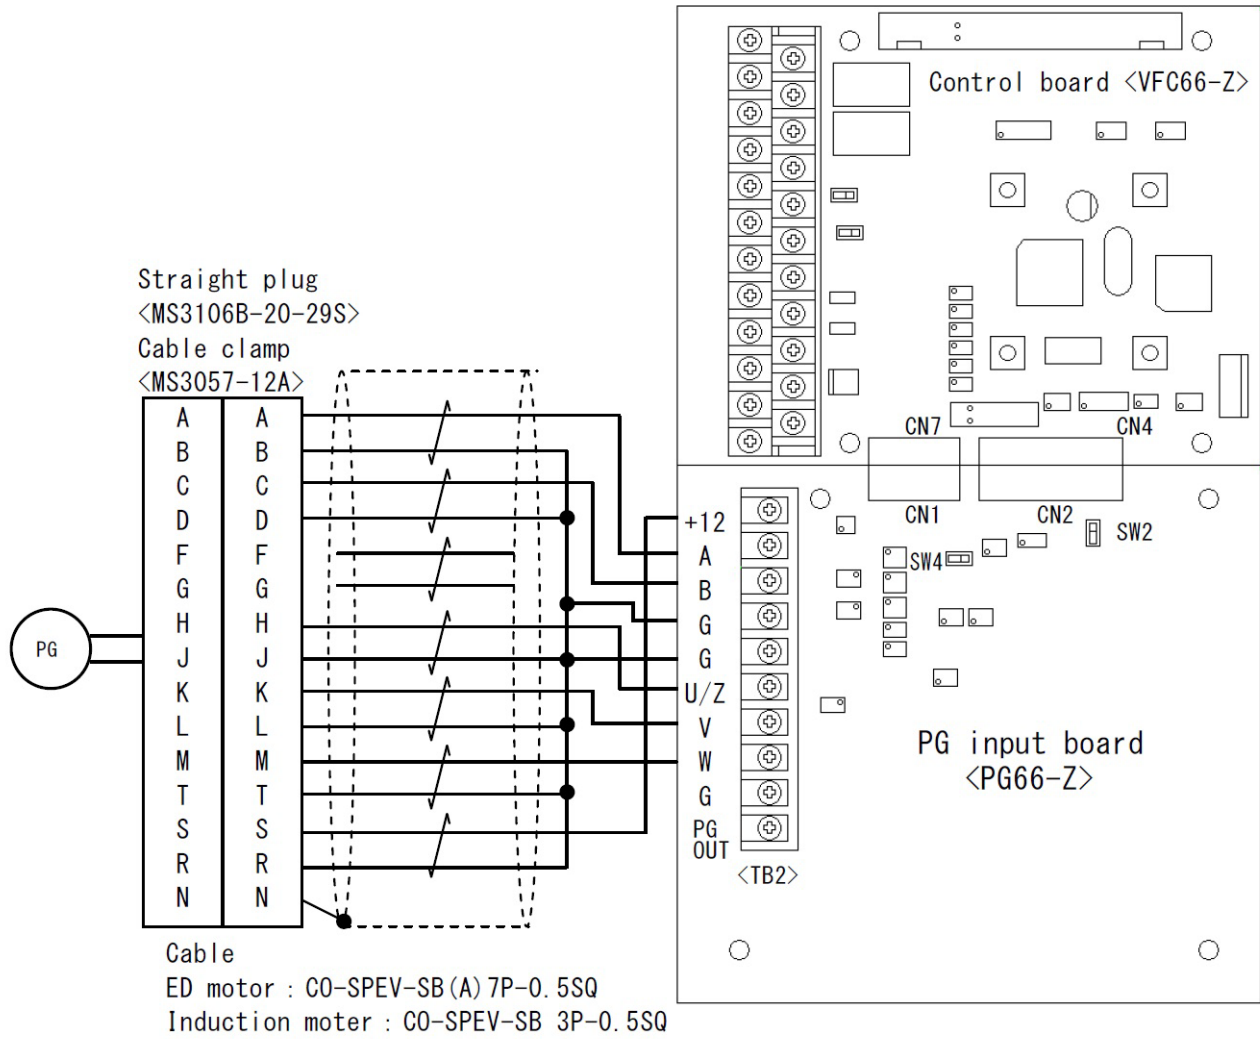 Control board <VFC66-Z>
Straight plug
<MS3106B-20-29S>
Cable clamp
<MS3057-12A>
A A
B B
C C
D D
F F
G G
H H
J J
K K
L L
M M
T T
S S
R R
N N
PG
CN7 CN4
CN1 CN2
SW2
SW4
+12
A
B
G
G
U/Z
V
W
G
PG
OUT
<TB2>
PG input board
<PG66-Z>
Cable
ED motor : CO-SPEV-SB(A)7P-0.5SQ
Induction moter : CO-SPEV-SB 3P-0.5SQ